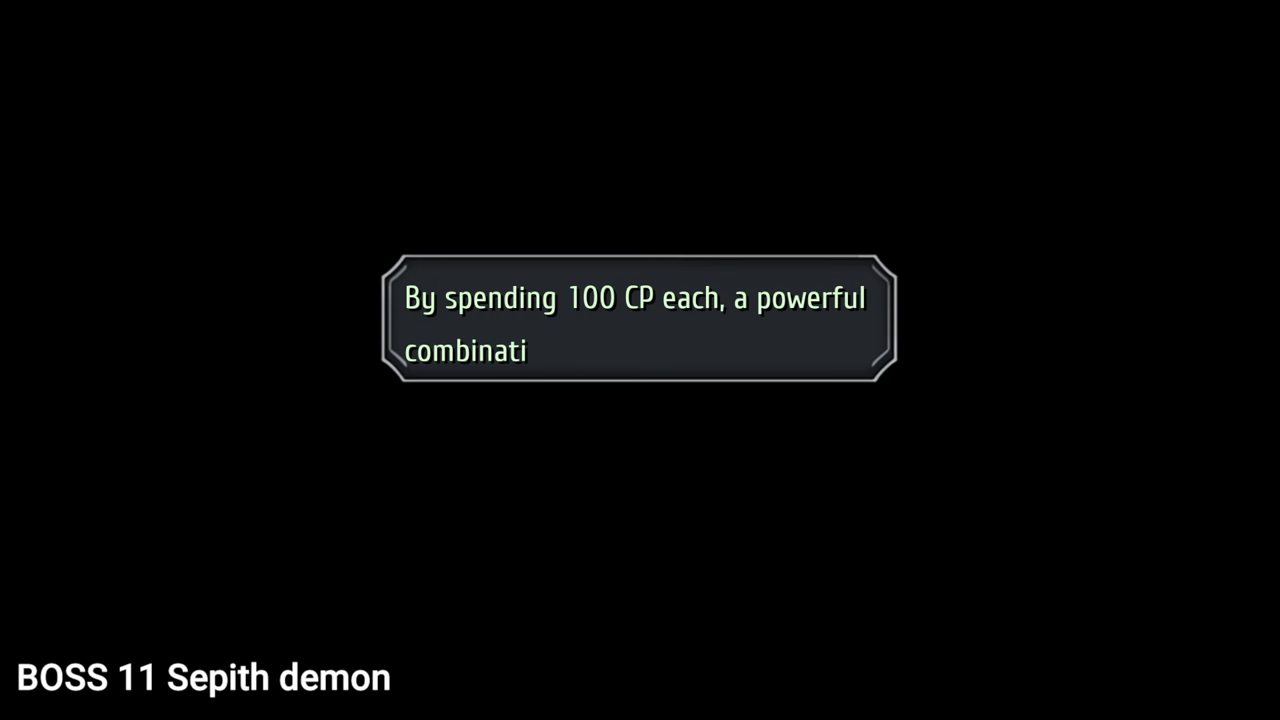 By spending 100 CP each, a powerful
combinati
BOSS 11 Sepith demon